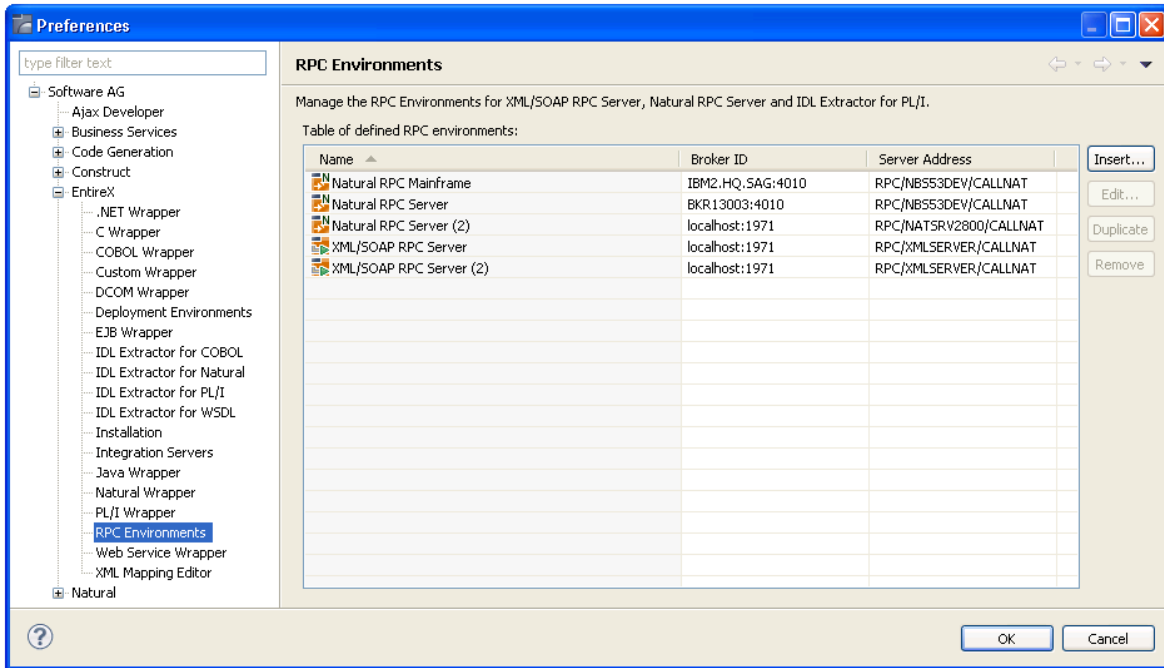 Preferences
type filter text
Software AG
Ajax Developer
Business Services
Code Generation
Construct
EntireX
.NET Wrapper
C Wrapper
COBOL Wrapper
Custom Wrapper
DCOM Wrapper
Deployment Environments
EJB Wrapper
IDL Extractor for COBOL
IDL Extractor for Natural
IDL Extractor for PL/I
IDL Extractor for WSDL
Installation
Integration Servers
Java Wrapper
Natural Wrapper
PL/I Wrapper
RPC Environments
Web Service Wrapper
XML Mapping Editor
Natural
RPC Environments
Manage the RPC Environments for XML/SOAP RPC Server, Natural RPC Server and IDL Extractor for PL/I.
Table of defined RPC environments:
Name Broker ID Server Address
Natural RPC Mainframe IBM2.HQ.SAG:4010 RPC/NBS53DEV/CALLNAT
Natural RPC Server BKR13003:4010 RPC/NBS53DEV/CALLNAT
Natural RPC Server (2) localhost:1971 RPC/NATSRV2800/CALLNAT
XML/SOAP RPC Server localhost:1971 RPC/XMLSERVER/CALLNAT
XML/SOAP RPC Server (2) localhost:1971 RPC/XMLSERVER/CALLNAT
Insert...
Edit...
Duplicate
Remove
? OK Cancel